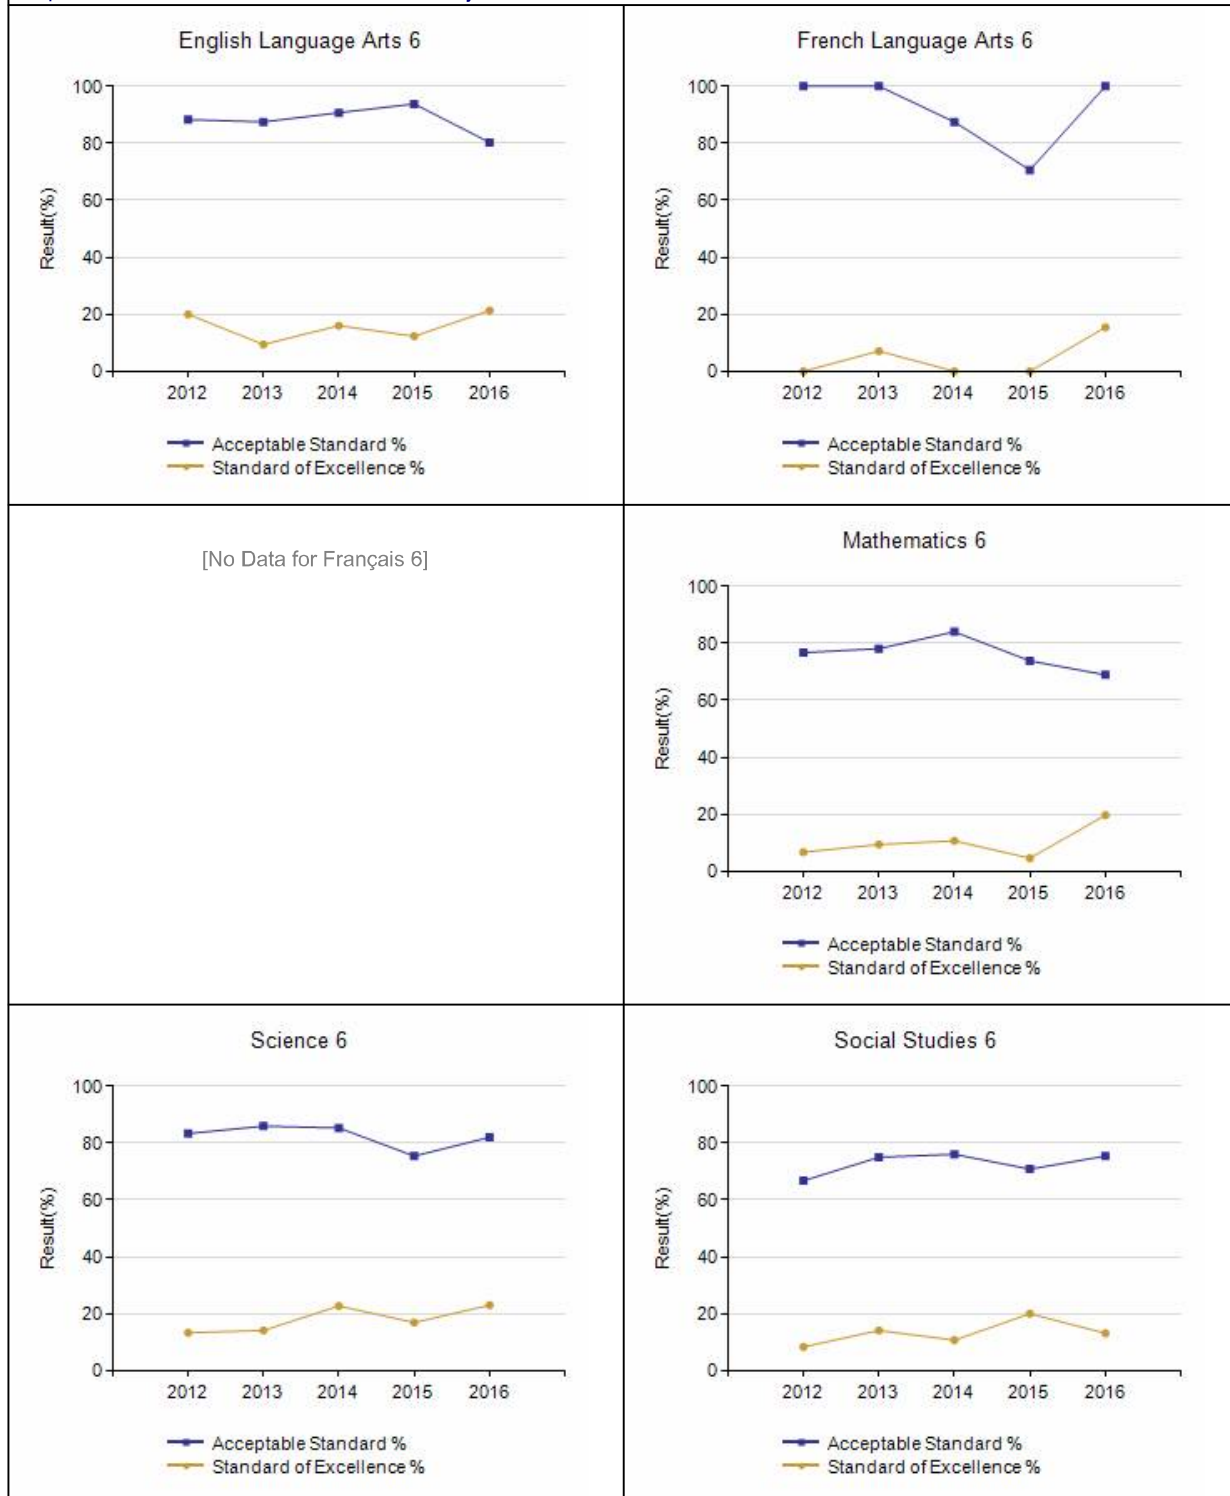 English Language Arts 6
100
80
60
40
20
0
Result(%)
2012 2013 2014 2015 2016
Acceptable Standard %
Standard of Excellence %
French Language Arts 6
100
80
60
40
20
0
Result(%)
2012 2013 2014 2015 2016
Acceptable Standard %
Standard of Excellence %
[No Data for Français 6]
Mathematics 6
100
80
60
40
20
0
Result(%)
2012 2013 2014 2015 2016
Acceptable Standard %
Standard of Excellence %
Science 6
100
80
60
40
20
0
Result(%)
2012 2013 2014 2015 2016
Acceptable Standard %
Standard of Excellence %
Social Studies 6
100
80
60
40
20
0
Result(%)
2012 2013 2014 2015 2016
Acceptable Standard %
Standard of Excellence %